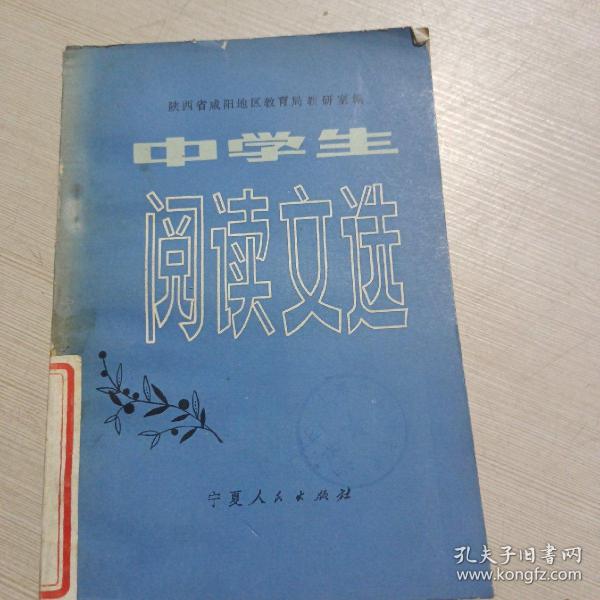 陕西省咸阳地区教育局教研室编
中学生
阅读文选
宁夏人民出版社
孔夫子旧书网
www.kongfz.com